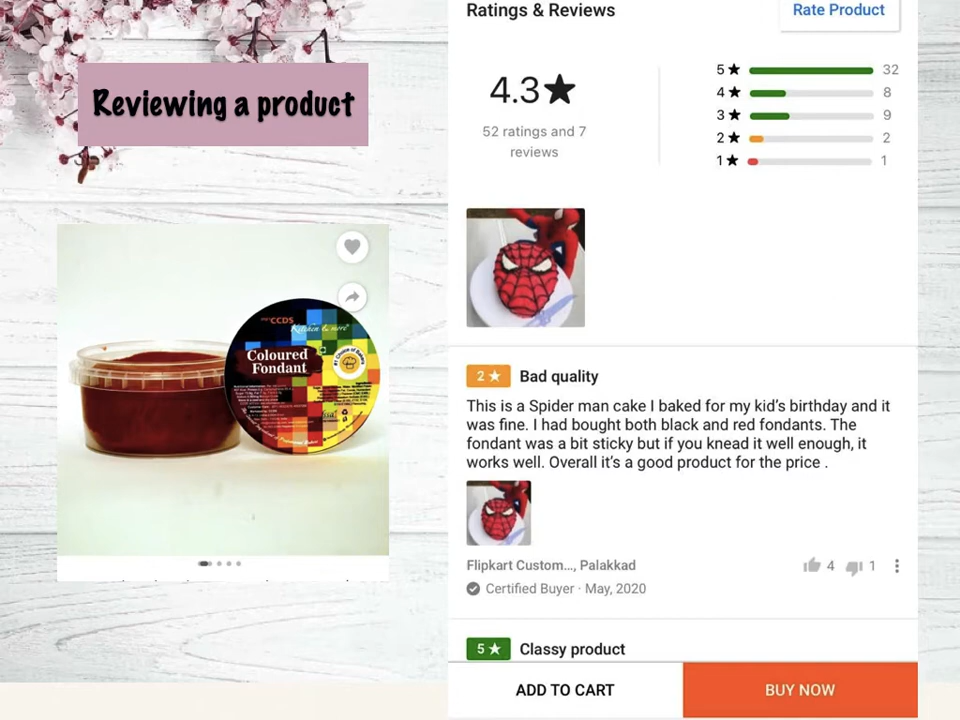 Reviewing a product
CCDS
Kitchen & more
Coloured
Fondant
Ratings & Reviews
Rate Product
4.3★
52 ratings and 7
reviews
5★ 32
4★ 8
3★ 9
2★ 2
1★ 1
2★ Bad quality
This is a Spider man cake I baked for my kid's birthday and it
was fine. I had bought both black and red fondants. The
fondant was a bit sticky but if you knead it well enough, it
works well. Overall it's a good product for the price .
Flipkart Custom..., Palakkad
4 1
Certified Buyer · May, 2020
5★ Classy product
ADD TO CART
BUY NOW